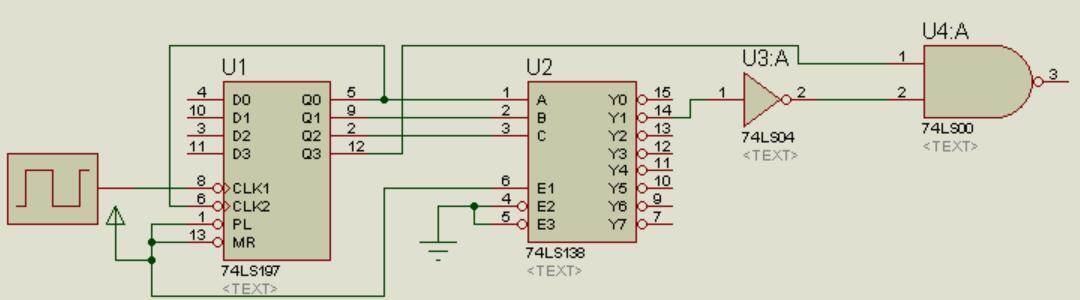 U4:A
U1
U2
U3:A
1
3
4 D0 Q0 5
1 A Y0 15
1 2
2
10 D1 Q1 9
2 B Y1 14
3 D2 Q2 2
3 C Y2 13
74LS00
<TEXT>
11 D3 Q3 12
Y3 12
74LS04
<TEXT>
Y4 11
8 CLK1
6 E1 Y5 10
6 CLK2
4 E2 Y6 9
1 PL
5 E3 Y7 7
13 MR
74LS197
<TEXT>
74LS138
<TEXT>